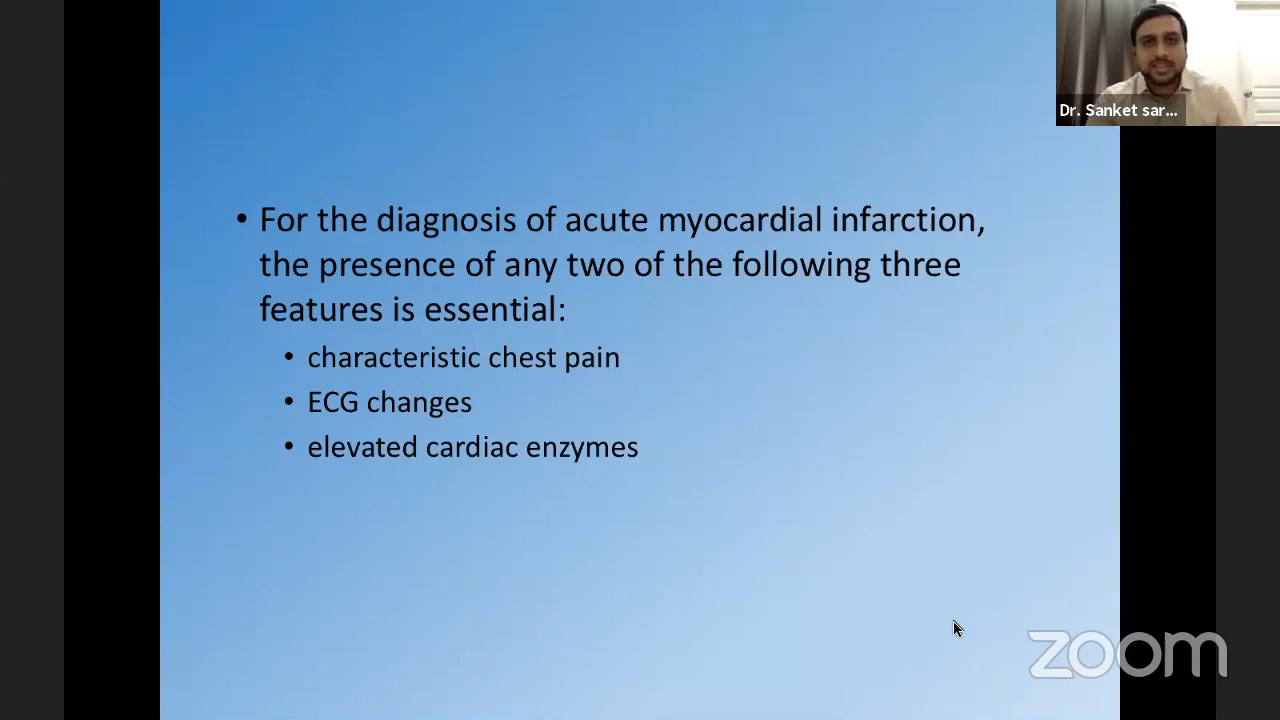 Dr. Sanket sar...
• For the diagnosis of acute myocardial infarction,
the presence of any two of the following three
features is essential:
• characteristic chest pain
• ECG changes
• elevated cardiac enzymes
zoom